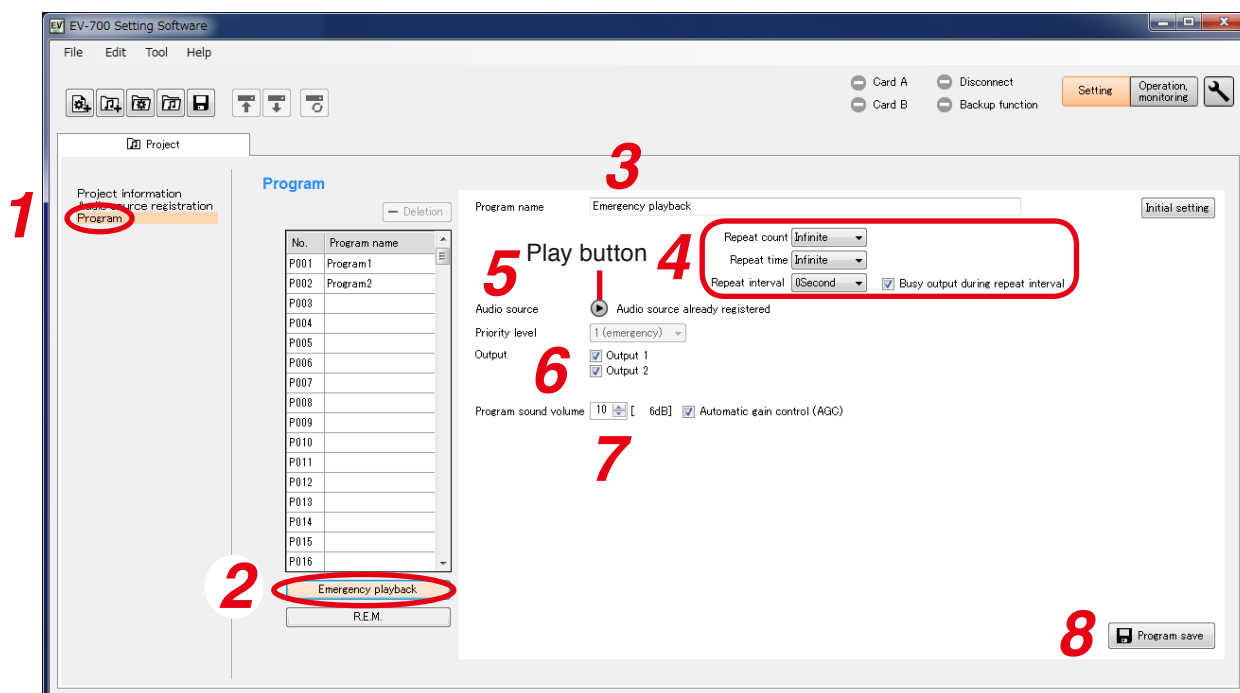 EV EV-700 Setting Software
File Edit Tool Help
Card A Disconnect
Card B Backup function
Setting Operation, monitoring
Project
1
Project information
Audio source registration
Program
Program
Deletion
No. Program name
P001 Program1
P002 Program2
P003
P004
P005
P006
P007
P008
P009
P010
P011
P012
P013
P014
P015
P016
2
Emergency playback
R.E.M.
3
Program name Emergency playback Initial setting
4
Repeat count Infinite
Repeat time Infinite
Repeat interval 0Second Busy output during repeat interval
5 Play button
Audio source Audio source already registered
Priority level 1 (emergency)
6
Output Output 1
Output 2
Program sound volume 10 [ 6dB] Automatic gain control (AGC)
7
8 Program save